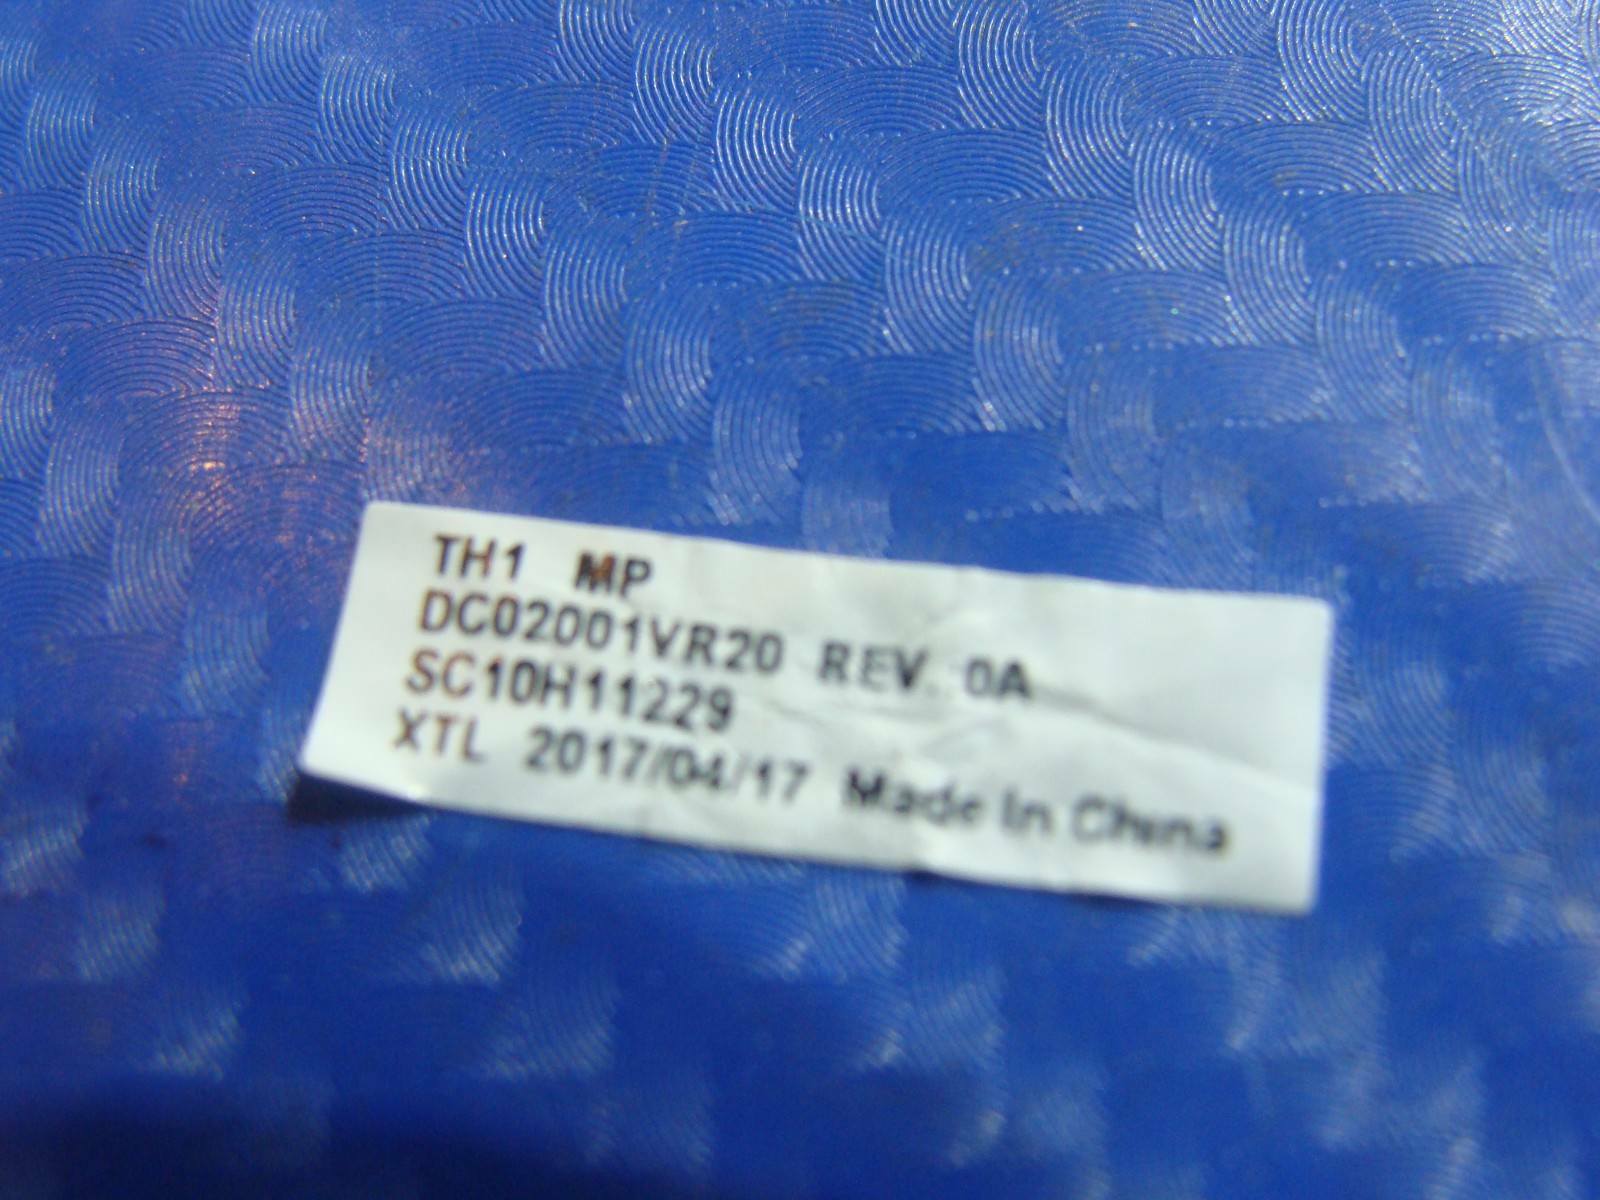 TH1 MP
DC02001VR20 REV. 0A
SC10H11229
XTL 2017/04/17 Made In China